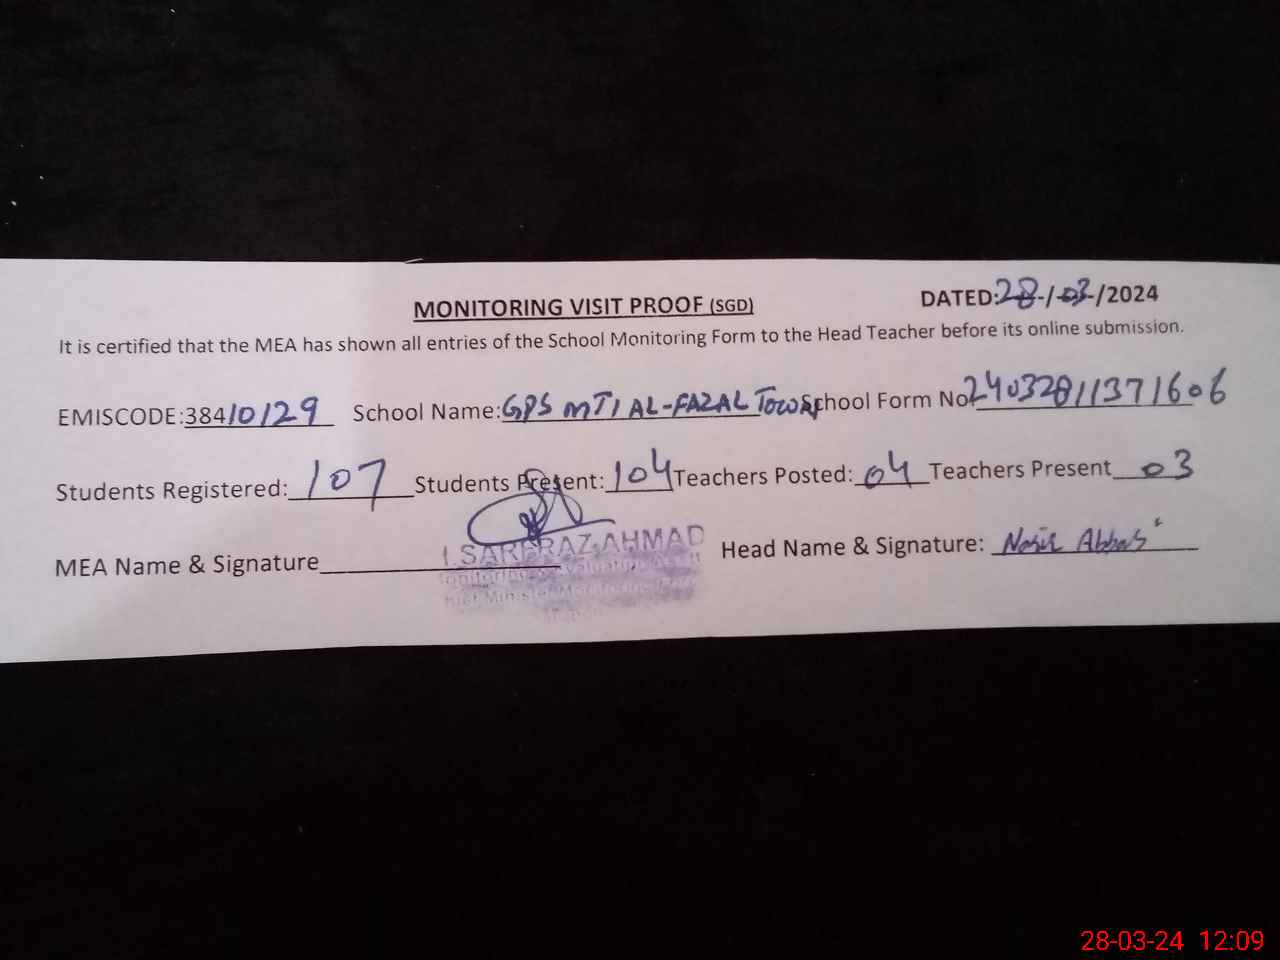 MONITORING VISIT PROOF (SGD) DATED:28/03/2024
It is certified that the MEA has shown all entries of the School Monitoring Form to the Head Teacher before its online submission.
EMISCODE:38410129 School Name:GPS MTI AL-FAZAL Town School Form No 24032811371606
Students Registered: 107 Students Present: 104 Teachers Posted: 04 Teachers Present 03
MEA Name & Signature Head Name & Signature: Nasir Abbas
SARFRAZ AHMAD
28-03-24 12:09